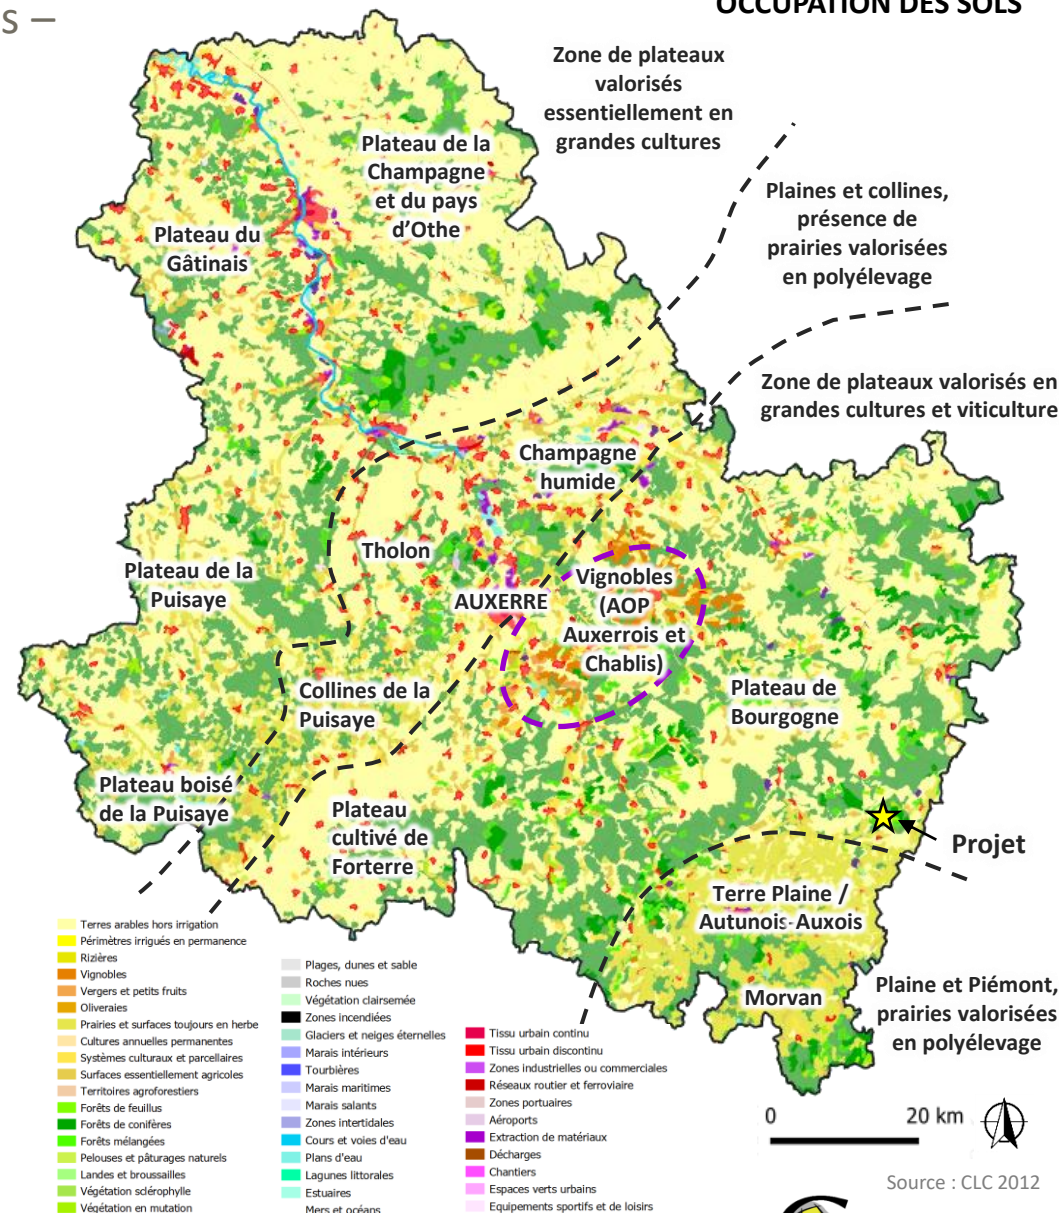 S –
OCCUPATION DES SOLS
Zone de plateaux
valorisés
essentiellement en
grandes cultures
Plateau de la
Champagne
et du pays
d’Othe
Plaines et collines,
présence de
prairies valorisées
en polyélevage
Plateau du
Gâtinais
Zone de plateaux valorisés en
grandes cultures et viticulture
Champagne
humide
Tholon
Plateau de la
Puisaye
AUXERRE
Vignobles
(AOP
Auxerrois et
Chablis)
Collines de la
Puisaye
Plateau de
Bourgogne
Plateau boisé
de la Puisaye
Plateau
cultivé de
Forterre
Projet
Terre Plaine /
Autunois-Auxois
Morvan
Plaine et Piémont,
prairies valorisées
en polyélevage
Terres arables hors irrigation
Périmètres irrigués en permanence
Rizières
Vignobles
Vergers et petits fruits
Oliveraies
Prairies et surfaces toujours en herbe
Cultures annuelles permanentes
Systèmes culturaux et parcellaires
Surfaces essentiellement agricoles
Territoires agroforestiers
Forêts de feuillus
Forêts de conifères
Forêts mélangées
Pelouses et pâturages naturels
Landes et broussailles
Végétation sclérophylle
Végétation en mutation
Plages, dunes et sable
Roches nues
Végétation clairsemée
Zones incendiées
Glaciers et neiges éternelles
Marais intérieurs
Tourbières
Marais maritimes
Marais salants
Zones intertidales
Cours et voies d'eau
Plans d'eau
Lagunes littorales
Estuaires
Mers et océans
Tissu urbain continu
Tissu urbain discontinu
Zones industrielles ou commerciales
Réseaux routier et ferroviaire
Zones portuaires
Aéroports
Extraction de matériaux
Décharges
Chantiers
Espaces verts urbains
Equipements sportifs et de loisirs
0 20 km
Source : CLC 2012